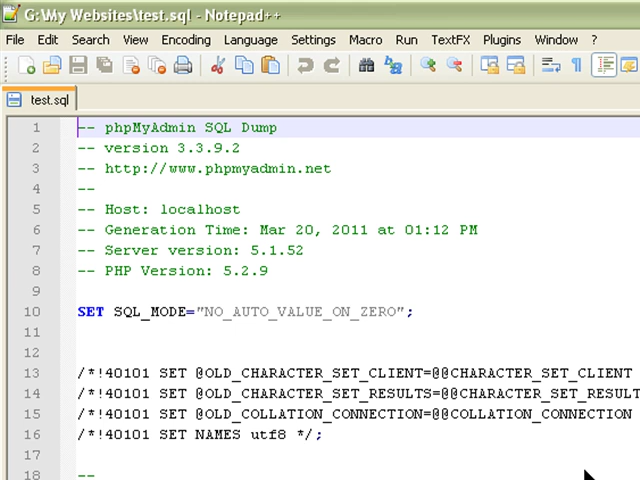 G:\My Websites\test.sql - Notepad++
File Edit Search View Encoding Language Settings Macro Run TextFX Plugins Window ?
test.sql
1 -- phpMyAdmin SQL Dump
2 -- version 3.3.9.2
3 -- http://www.phpmyadmin.net
4 --
5 -- Host: localhost
6 -- Generation Time: Mar 20, 2011 at 01:12 PM
7 -- Server version: 5.1.52
8 -- PHP Version: 5.2.9
9
10 SET SQL_MODE="NO_AUTO_VALUE_ON_ZERO";
11
12
13 /*!40101 SET @OLD_CHARACTER_SET_CLIENT=@@CHARACTER_SET_CLIENT
14 /*!40101 SET @OLD_CHARACTER_SET_RESULTS=@@CHARACTER_SET_RESULT
15 /*!40101 SET @OLD_COLLATION_CONNECTION=@@COLLATION_CONNECTION
16 /*!40101 SET NAMES utf8 */;
17
18 --